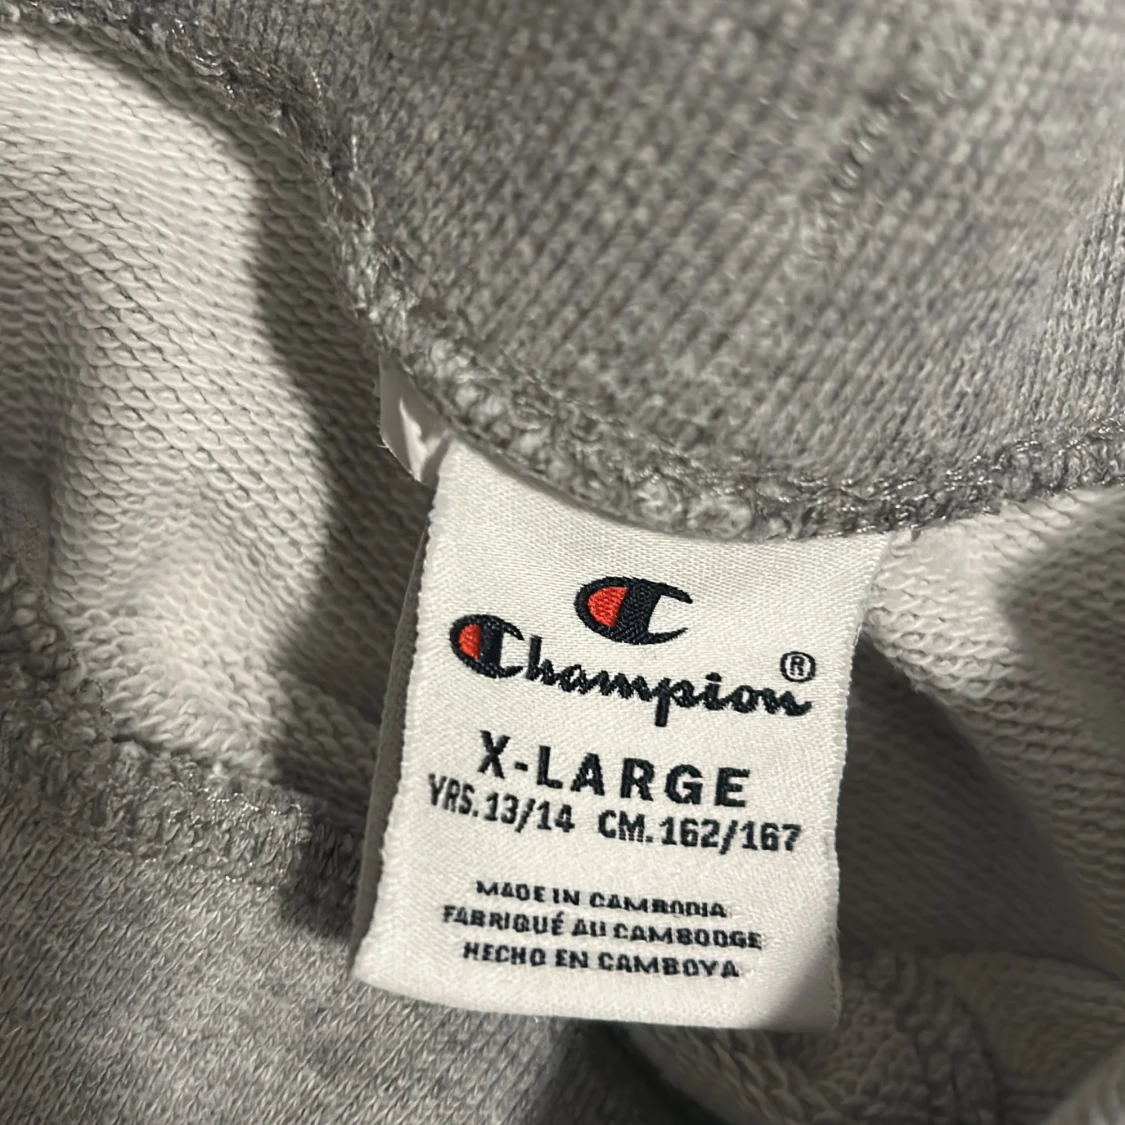 Champion®
X-LARGE
YRS. 13/14 CM. 162/167
MADE IN CAMBODIA
FABRIQUÉ AU CAMBODGE
HECHO EN CAMBOYA